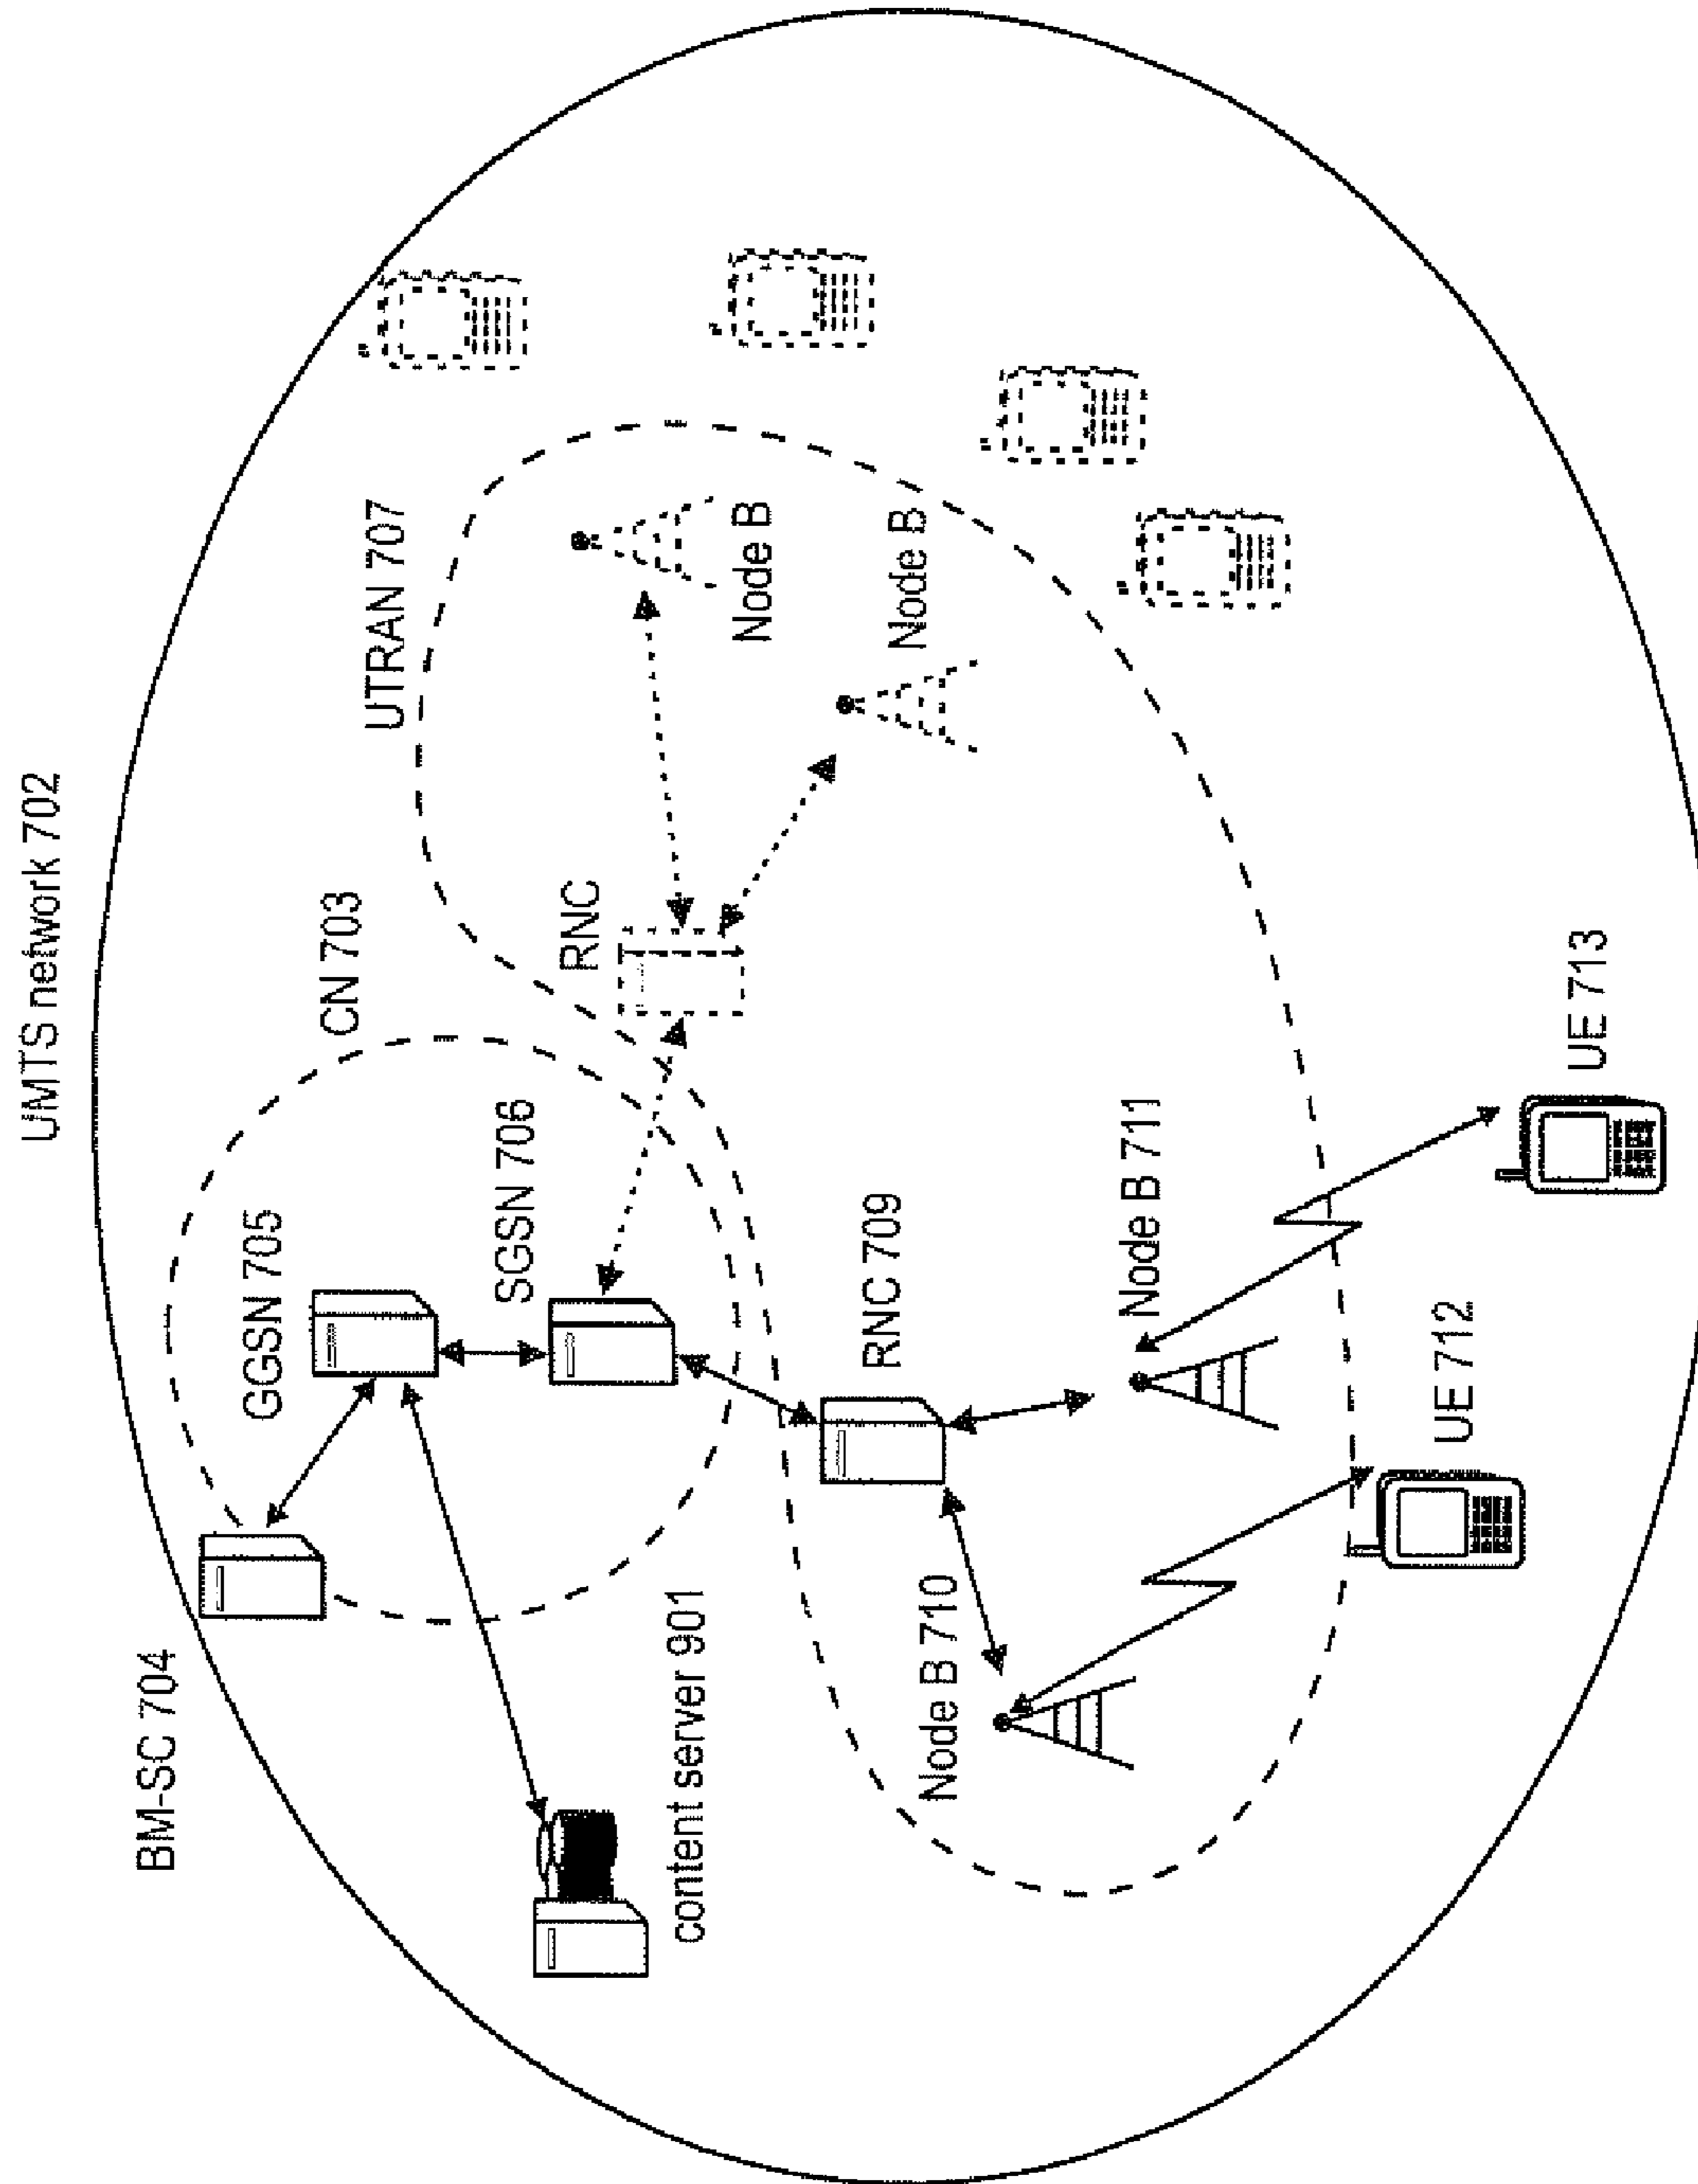 UMTS network 702
CN 703
UTRAN 707
BM-SC 704
GGSN 705
SGSN 706
RNC
Node B
Node B
content server 901
RNC 709
Node B 710
Node B 711
UE 712
UE 713